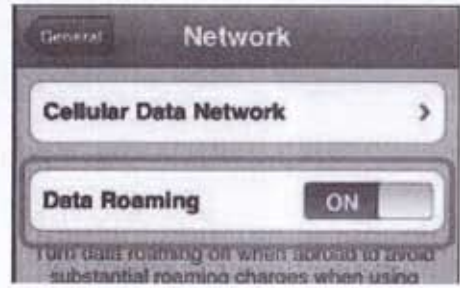 General
Network
Cellular Data Network
Data Roaming
ON
Turn data roaming off when abroad to avoid
substantial roaming charges when using